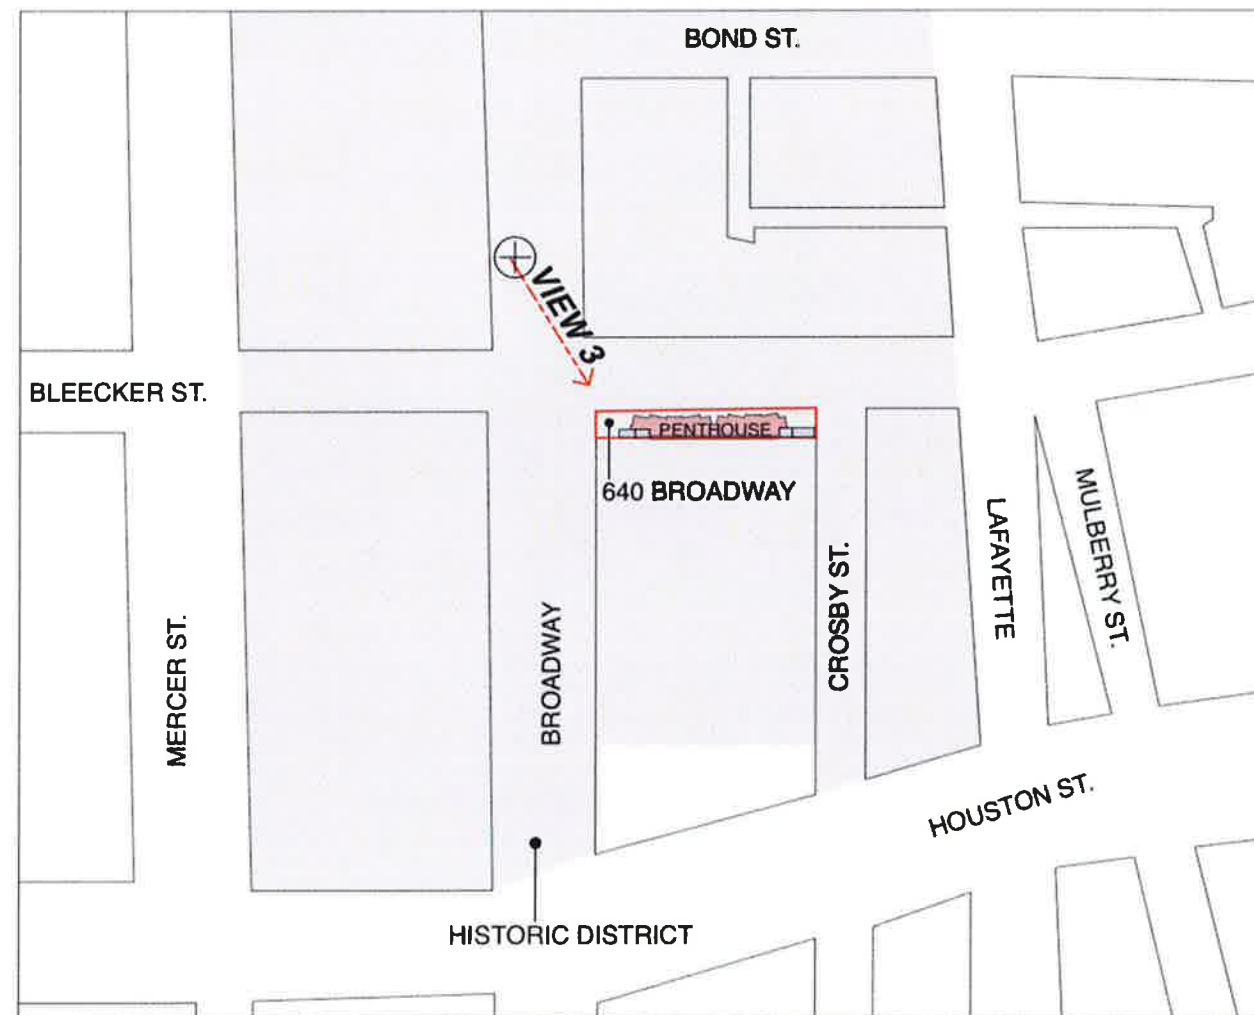 BOND ST.
VIEW 3
BLEECKER ST.
PENTHOUSE
640 BROADWAY
MERCER ST.
BROADWAY
CROSBY ST.
LAFAYETTE
MULBERRY ST.
HOUSTON ST.
HISTORIC DISTRICT